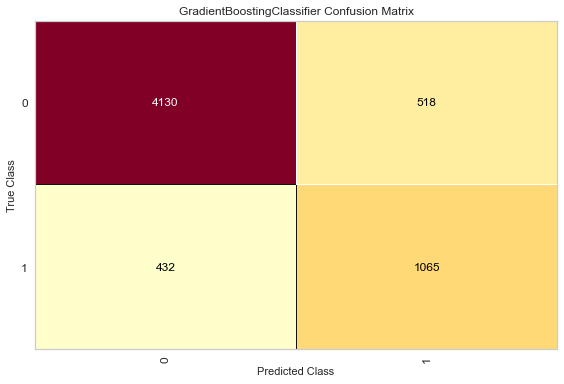 GradientBoostingClassifier Confusion Matrix
True Class
0
4130
518
1
432
1065
0
1
Predicted Class